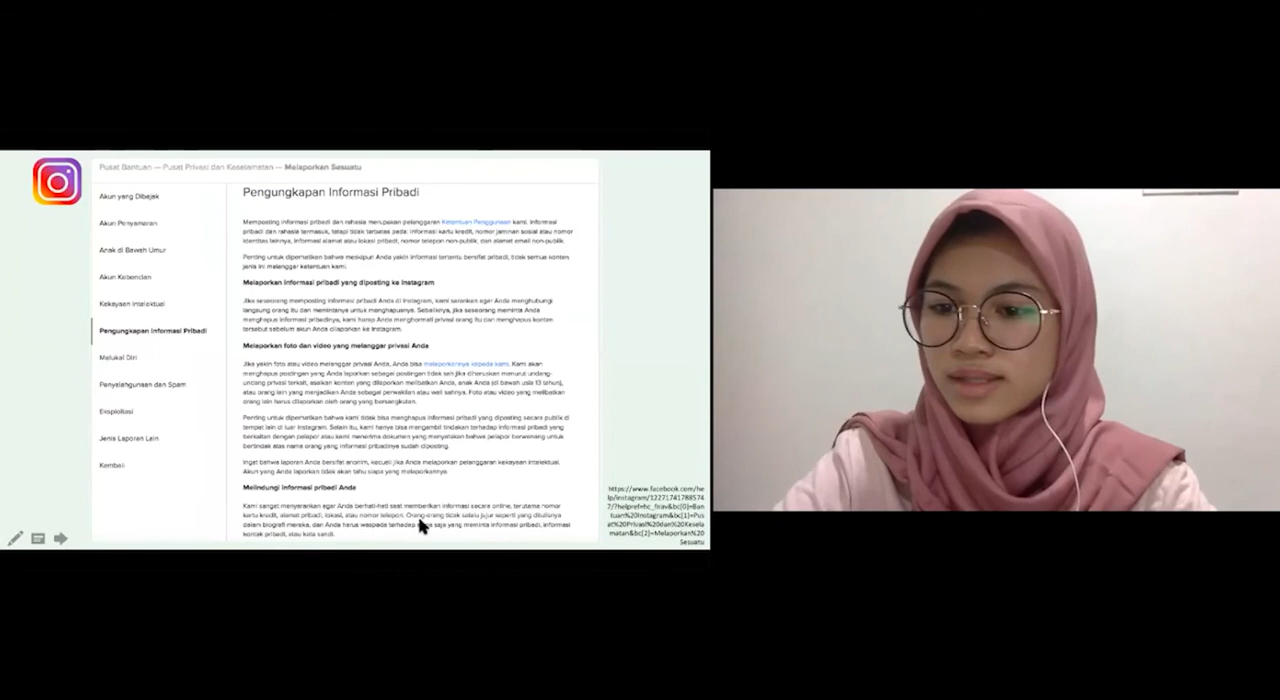 Pusat Bantuan — Pusat Privasi dan Keselamatan — Melaporkan Sesuatu
Akun yang Dibajak
Akun Penyamaran
Anak di Bawah Umur
Akun Kebencian
Kekayaan Intelektual
Pengungkapan Informasi Pribadi
Melukai Diri
Penyalahgunaan dan Spam
Eksploitasi
Jenis Laporan Lain
Kembali
Pengungkapan Informasi Pribadi
Memposting informasi pribadi dan rahasia merupakan pelanggaran Ketentuan Penggunaan kami. Informasi
pribadi dan rahasia termasuk, tetapi tidak terbatas pada: informasi kartu kredit, nomor jaminan sosial atau nomor
identitas lainnya, informasi alamat atau lokasi pribadi, nomor telepon non-publik, dan alamat email non-publik.
Penting untuk diperhatikan bahwa meskipun Anda yakin informasi tertentu bersifat pribadi, tidak semua konten
jenis ini melanggar ketentuan kami.
Melaporkan informasi pribadi yang diposting ke Instagram
Jika seseorang memposting informasi pribadi Anda di Instagram, kami sarankan agar Anda menghubungi
langsung orang itu dan memintanya untuk menghapusnya. Sebaliknya, jika seseorang meminta Anda
menghapus informasi pribadinya, kami harap Anda menghormati privasi orang itu dan menghapus konten
tersebut sebelum akun Anda dilaporkan ke Instagram.
Melaporkan foto dan video yang melanggar privasi Anda
Jika yakin foto atau video melanggar privasi Anda, Anda bisa melaporkannya kepada kami. Kami akan
menghapus postingan yang Anda laporkan sebagai postingan tidak sah jika diharuskan menurut undang-
undang privasi terkait, asalkan konten yang dilaporkan melibatkan Anda, anak Anda (di bawah usia 13 tahun),
atau orang lain yang menjadikan Anda sebagai perwakilan atau wali sahnya. Foto atau video yang melibatkan
orang lain harus dilaporkan oleh orang yang bersangkutan.
Penting untuk diperhatikan bahwa kami tidak bisa menghapus informasi pribadi yang diposting secara publik di
tempat lain di luar Instagram. Selain itu, kami hanya bisa mengambil tindakan terhadap informasi pribadi yang
berkaitan dengan pelapor atau kami menerima dokumen yang menyatakan bahwa pelapor berwenang untuk
bertindak atas nama orang yang informasi pribadinya sudah diposting.
Ingat bahwa laporan Anda bersifat anonim, kecuali jika Anda melaporkan pelanggaran kekayaan intelektual.
Akun yang Anda laporkan tidak akan tahu siapa yang melaporkannya
Melindungi informasi pribadi Anda
Kami sangat menyarankan agar Anda berhati-hati saat memberikan informasi secara online, terutama nomor
kartu kredit, alamat pribadi, lokasi, atau nomor telepon. Orang-orang tidak selalu jujur seperti yang ditulisnya
dalam biografi mereka, dan Anda harus waspada terhadap saja yang meminta informasi pribadi, informasi
kontak pribadi, atau kata sandi.
https://www.facebook.com/he
lp/instagram/12271741788574
7/?helpref=hc_fnav&bc[0]=Ban
tuan%20Instagram&bc[1]=Pus
at%20Privasi%20dan%20Kesela
matan&bc[2]=Melaporkan%20
Sesuatu